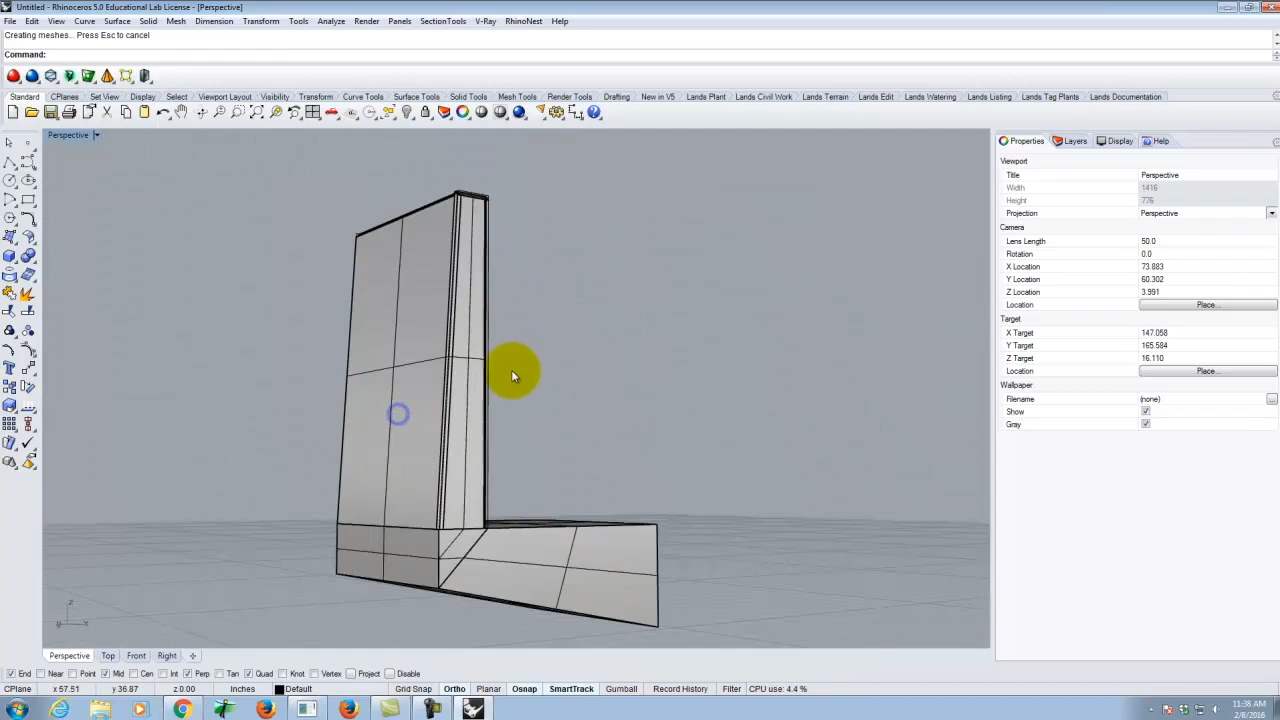 Untitled - Rhinoceros 5.0 Educational Lab License - [Perspective]
File Edit View Curve Surface Solid Mesh Dimension Transform Tools Analyze Render Panels SectionTools V-Ray RhinoNest Help
Creating meshes... Press Esc to cancel
Command:
Standard CPlanes Set View Display Select Viewport Layout Visibility Transform Curve Tools Surface Tools Solid Tools Mesh Tools Render Tools Drafting New in V5 Lands Plant Lands Civil Work Lands Terrain Lands Edit Lands Watering Lands Listing Lands Tag Plants Lands Documentation
Perspective
Properties Layers Display Help
Viewport
Title Perspective
Width 1416
Height 776
Projection Perspective
Camera
Lens Length 50.0
Rotation 0.0
X Location 73.883
Y Location 60.302
Z Location 3.991
Location Place...
Target
X Target 147.058
Y Target 165.584
Z Target 16.110
Location Place...
Wallpaper
Filename (none) ...
Show
Gray
z
y x
Perspective Top Front Right
End Near Point Mid Cen Int Perp Tan Quad Knot Vertex Project Disable
CPlane x 57.51 y 36.87 z 0.00 Inches Default Grid Snap Ortho Planar Osnap SmartTrack Gumball Record History Filter CPU use: 4.4 %
11:38 AM
2/8/2016